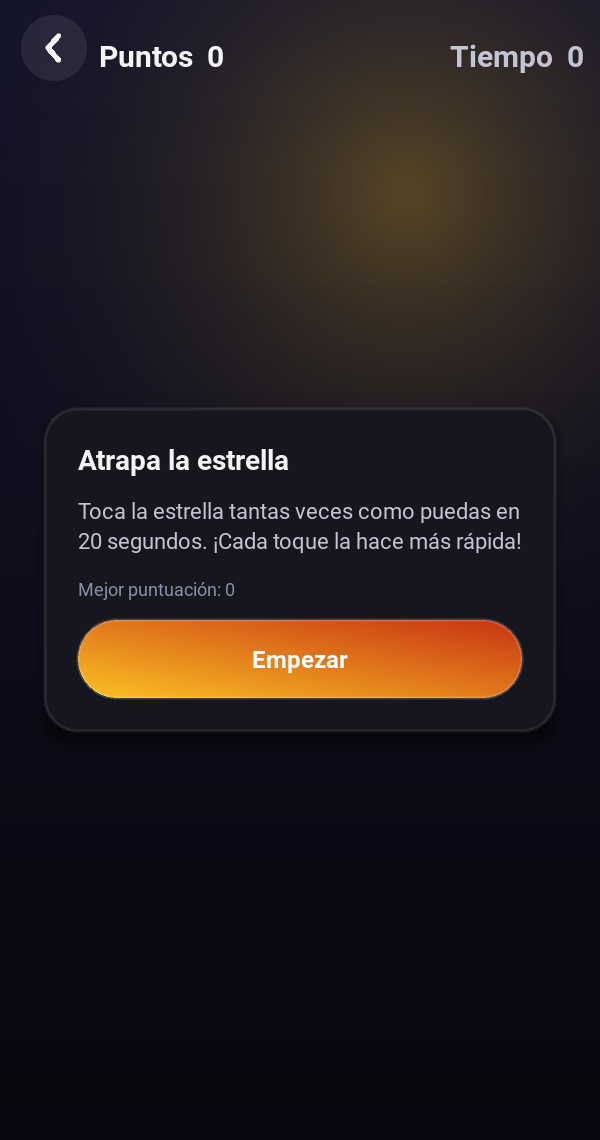 Puntos 0
Tiempo 0
Atrapa la estrella
Toca la estrella tantas veces como puedas en
20 segundos. ¡Cada toque la hace más rápida!
Mejor puntuación: 0
Empezar